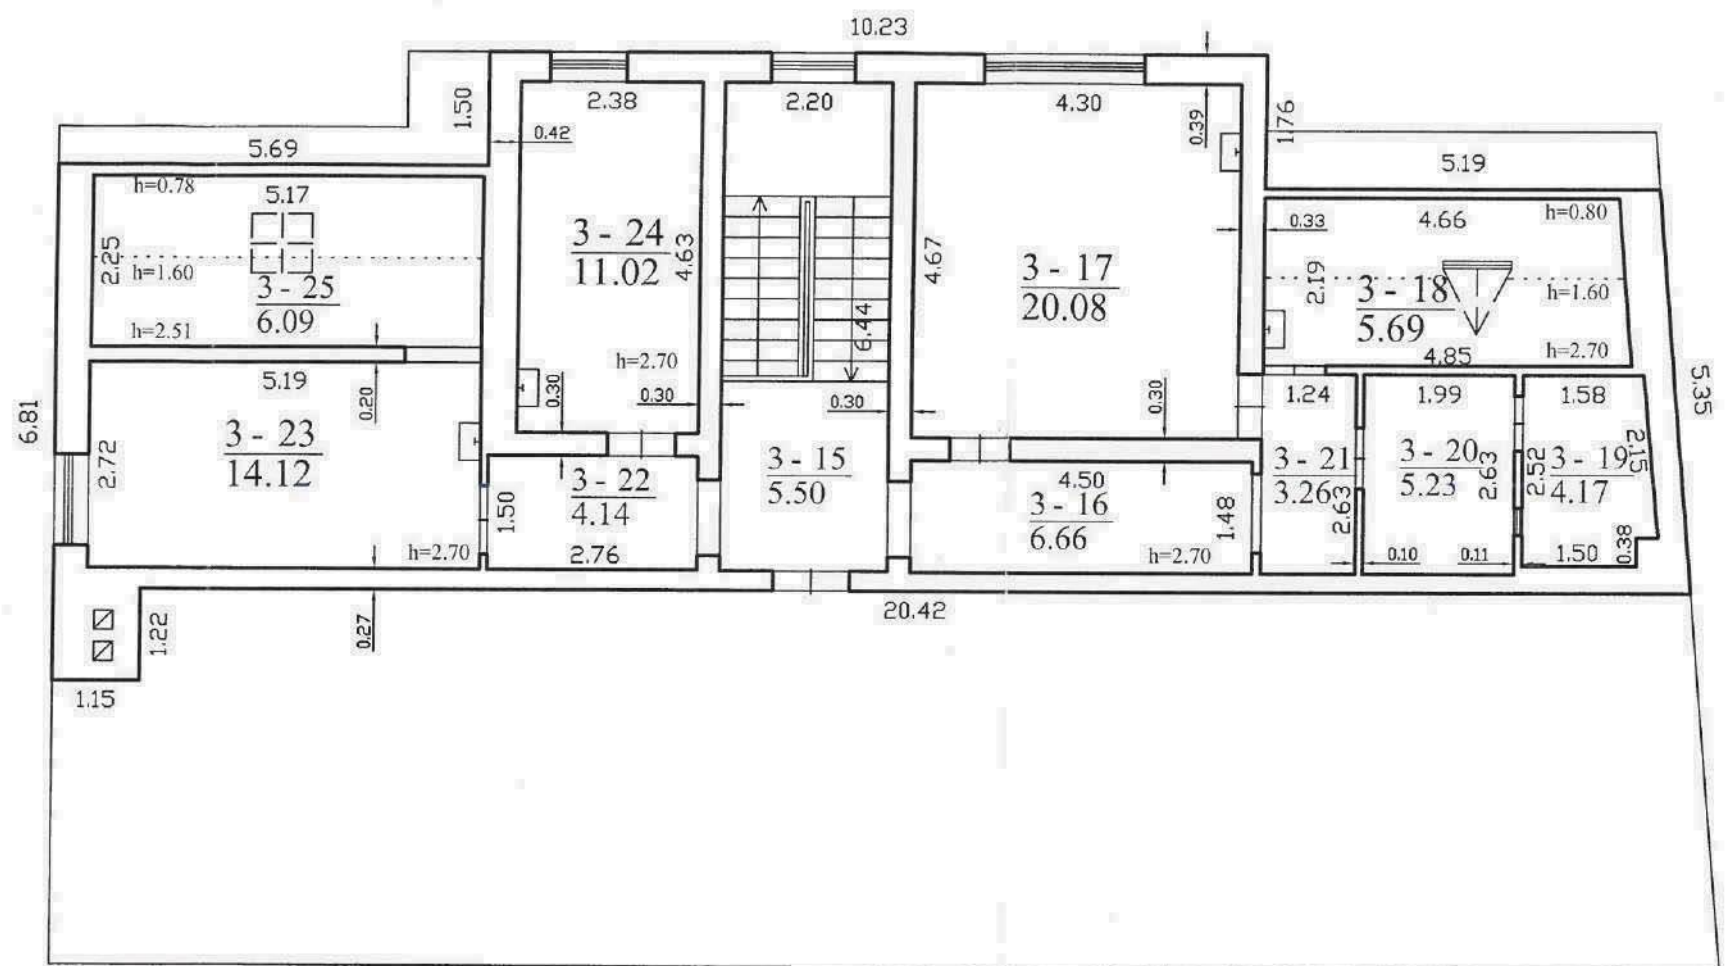 10.23
1.50
2.38
2.20
4.30
0.39
1.76
0.42
5.69
5.19
h=0.78
5.17
2.25
h=1.60
3 - 25
6.09
h=2.51
3 - 24
11.02
4.63
h=2.70
0.30
0.30
6.44
0.30
4.67
3 - 17
20.08
0.30
0.33
4.66
h=0.80
2.19
3 - 18
5.69
h=1.60
4.85
h=2.70
5.35
6.81
5.19
0.20
2.72
3 - 23
14.12
h=2.70
1.50
3 - 22
4.14
2.76
3 - 15
5.50
4.50
3 - 16
6.66
1.48
h=2.70
1.24
3 - 21
3.26
2.63
1.99
3 - 20
5.23
2.63
0.10
0.11
1.58
2.52
3 - 19
4.17
2.15
1.50
0.38
20.42
1.22
1.15
0.27